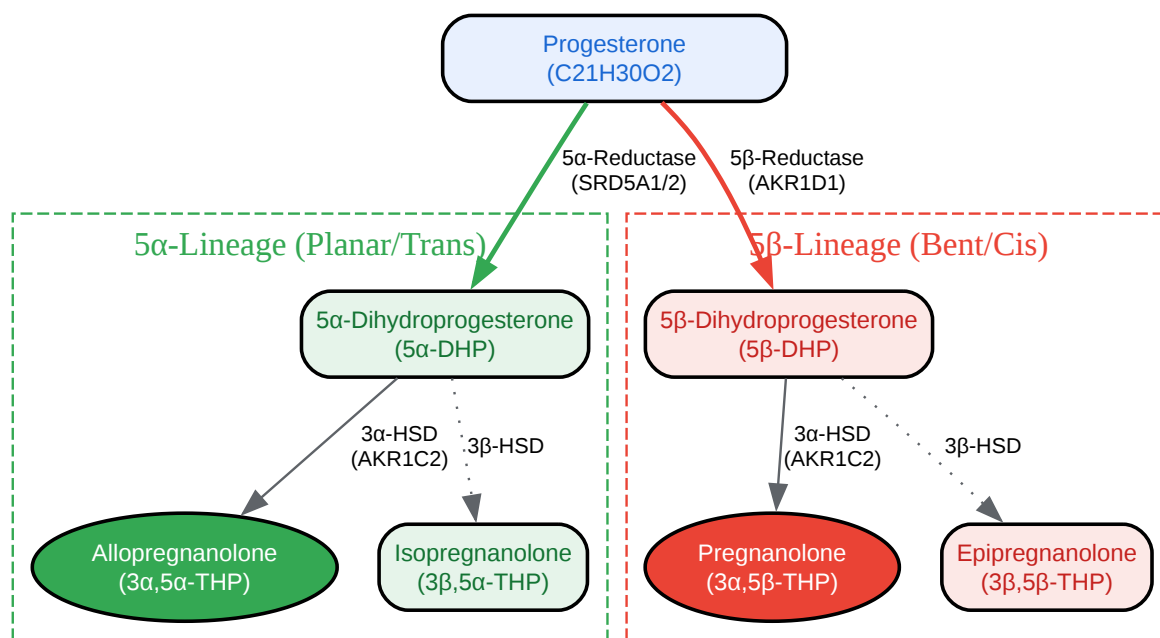 Progesterone
(C21H30O2)
5α-Reductase
(SRD5A1/2)
5β-Reductase
(AKR1D1)
5α-Lineage (Planar/Trans)
5β-Lineage (Bent/Cis)
5α-Dihydroprogesterone
(5α-DHP)
5β-Dihydroprogesterone
(5β-DHP)
3α-HSD
(AKR1C2)
3β-HSD
3α-HSD
(AKR1C2)
3β-HSD
Allopregnanolone
(3α,5α-THP)
Isopregnanolone
(3β,5α-THP)
Pregnanolone
(3α,5β-THP)
Epipregnanolone
(3β,5β-THP)